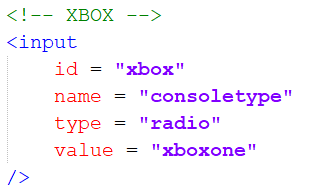 <!-- XBOX -->
<input
id = "xbox"
name = "consoletype"
type = "radio"
value = "xboxone"
/>